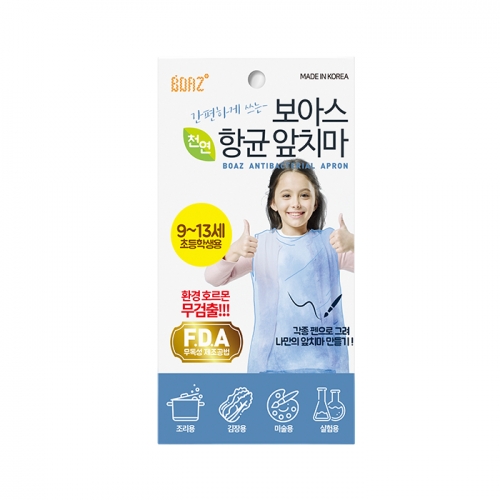 BOAZ
MADE IN KOREA
간편하게 쓰는
보아스
천연
항균 앞치마
BOAZ ANTIBACTERIAL APRON
9~13세
초등학생용
환경 호르몬
무검출!!!
F.D.A
무독성 제조공법
각종 펜으로 그려
나만의 앞치마 만들기!
조리용
김장용
미술용
실험용